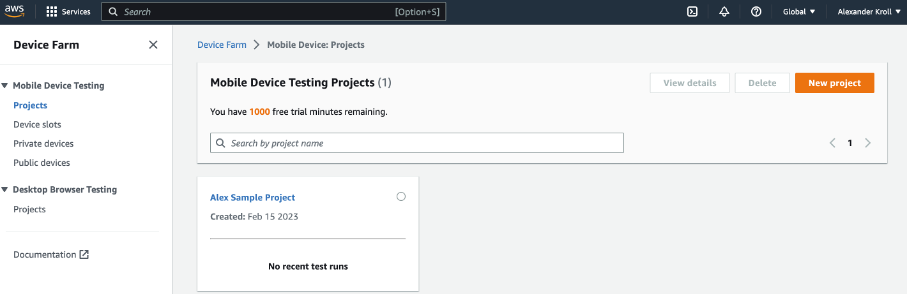 aws
Services
Search
[Option+S]
Global
Alexander Kroll
Device Farm
Mobile Device Testing
Projects
Device slots
Private devices
Public devices
Desktop Browser Testing
Projects
Documentation
Device Farm > Mobile Device: Projects
Mobile Device Testing Projects (1)
View details
Delete
New project
You have 1000 free trial minutes remaining.
Search by project name
1
Alex Sample Project
Created: Feb 15 2023
No recent test runs